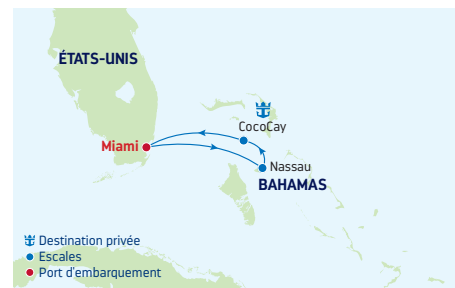 ÉTATS-UNIS
CocoCay
Miami
Nassau
BAHAMAS
Destination privée
Escales
Port d'embarquement